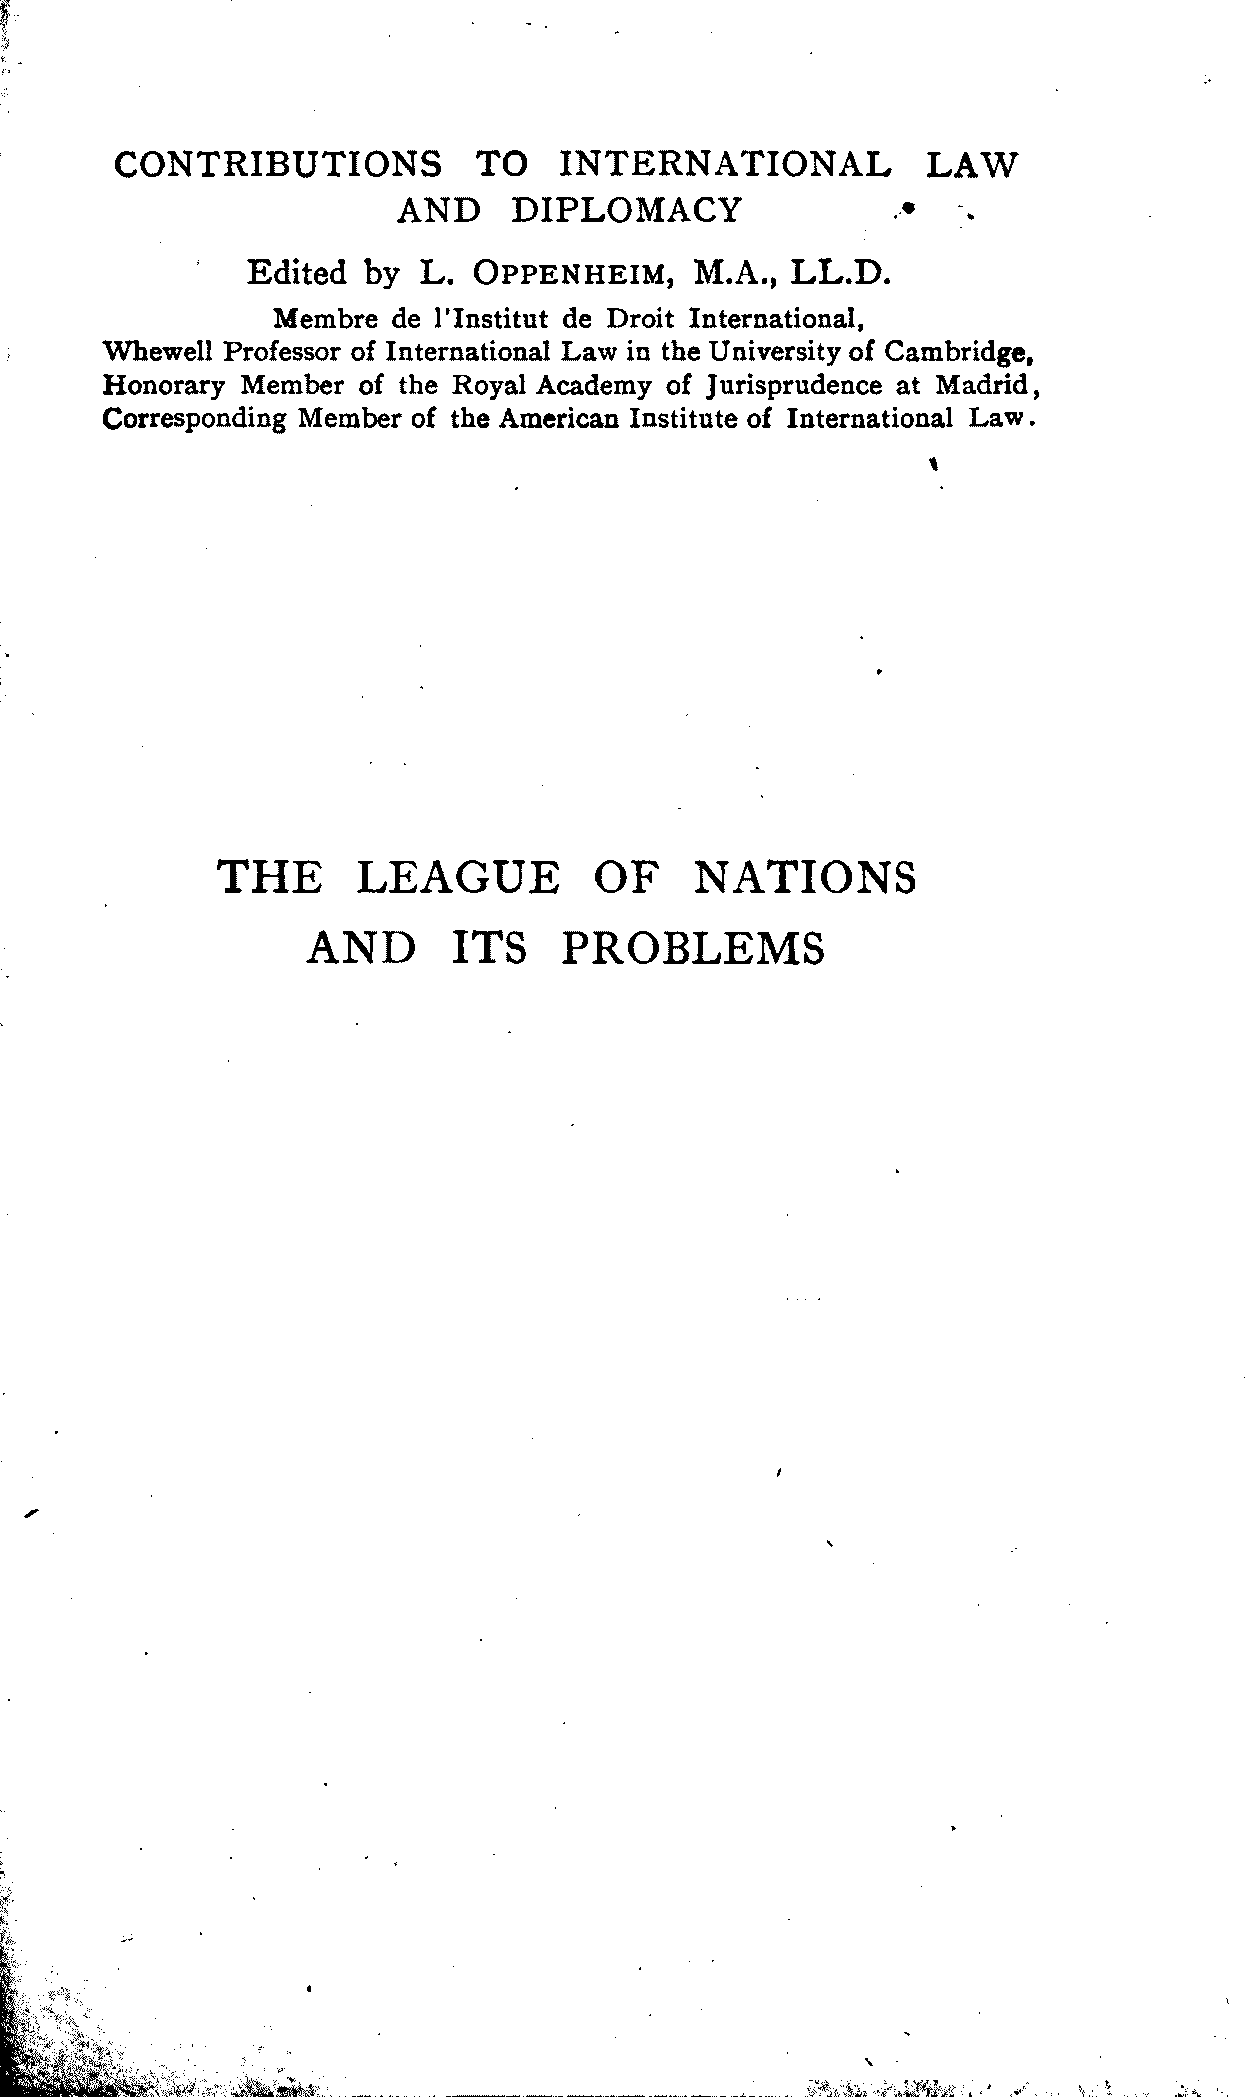 CONTRIBUTIONS TO INTERNATIONAL LAW
AND DIPLOMACY
Edited by L. OPPENHEIM, M.A., LL.D.
Membre de l'Institut de Droit International,
Whewell Professor of International Law in the University of Cambridge,
Honorary Member of the Royal Academy of Jurisprudence at Madrid,
Corresponding Member of the American Institute of International Law.
THE LEAGUE OF NATIONS
AND ITS PROBLEMS